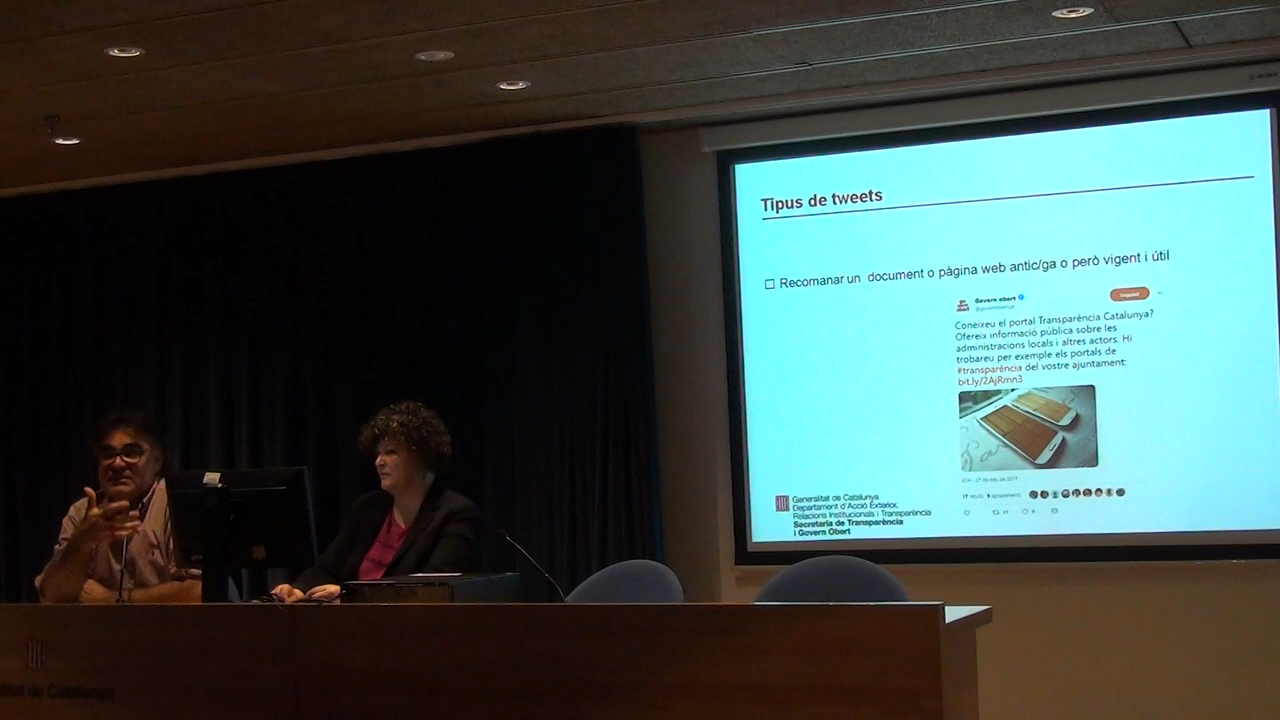 Tipus de tweets
☐ Recomanar un document o pàgina web antic/ga o però vigent i útil
Govern obert
Coneixeu el portal Transparència Catalunya?
Ofereix informació pública sobre les
administracions locals i altres actors. Hi
trobareu per exemple els portals de
#transparència del vostre ajuntament:
bit.ly/2AjRmn3
Generalitat de Catalunya
Departament d'Acció Exterior,
Relacions Institucionals i Transparència
Secretaria de Transparència
i Govern Obert
de Catalunya